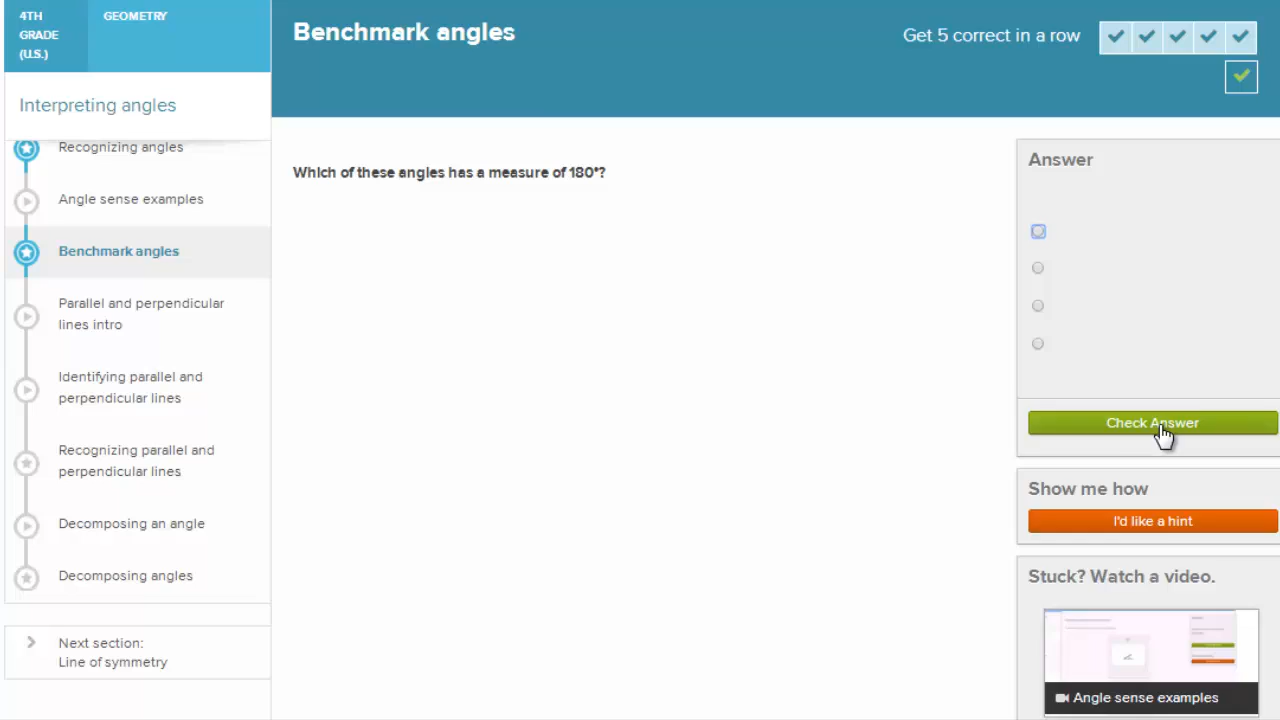 4TH
GRADE
(U.S.)
GEOMETRY
Interpreting angles
Recognizing angles
Angle sense examples
Benchmark angles
Parallel and perpendicular
lines intro
Identifying parallel and
perpendicular lines
Recognizing parallel and
perpendicular lines
Decomposing an angle
Decomposing angles
Next section:
Line of symmetry
Benchmark angles
Get 5 correct in a row
Which of these angles has a measure of 180°?
Answer
Check Answer
Show me how
I'd like a hint
Stuck? Watch a video.
Angle sense examples